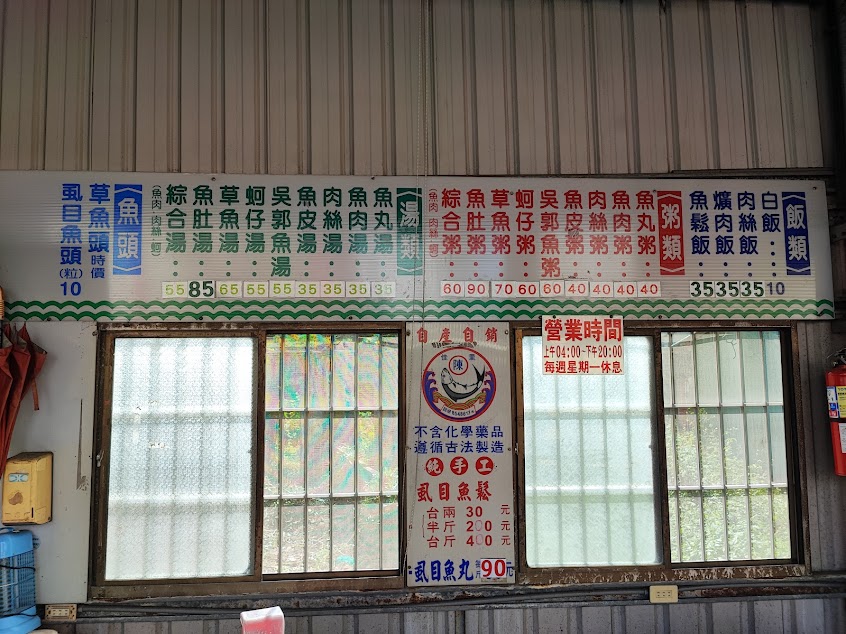 《飯類》
白飯：10
肉絲飯：35
爌肉飯：35
魚鬆飯：35
《粥類》
魚丸粥：40
魚肉粥：40
肉絲粥：40
魚皮粥：40
吳郭魚粥：60
蚵仔粥：60
草魚粥：70
魚肚粥：90
綜合粥：60
(魚肉 肉絲 蚵)
《湯類》
魚丸湯：35
魚肉湯：35
肉絲湯：35
魚皮湯：35
吳郭魚湯：55
蚵仔湯：55
草魚湯：65
魚肚湯：85
綜合湯：55
(魚肉 肉絲 蚵)
《魚頭》
草魚頭 時價
虱目魚頭(粒)10
自產自銷
陳
不含化學藥品
遵循古法製造
純手工
虱目魚鬆
台兩 30 元
半斤 200 元
台斤 400 元
虱目魚丸 90元
營業時間
上午04:00~下午20:00
每週星期一休息